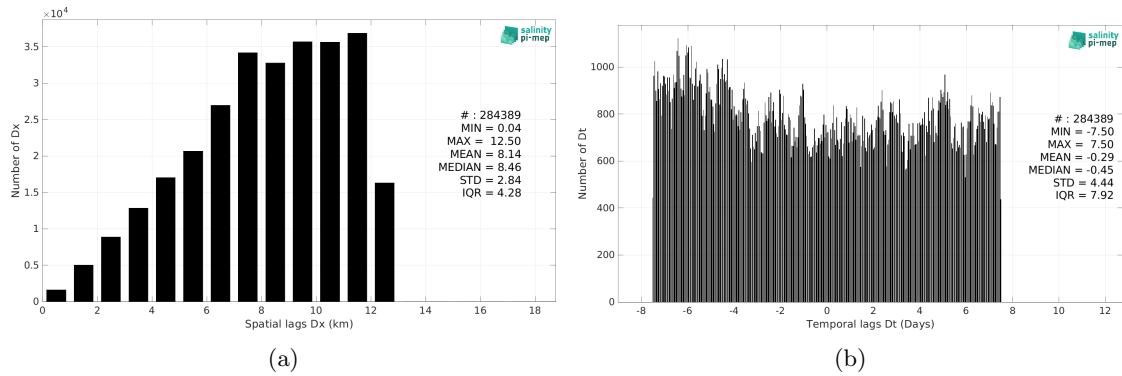 ×10^4
3.5
3
2.5
2
1.5
1
0.5
0
Number of Dx
salinity
pi-mep
# : 284389
MIN = 0.04
MAX = 12.50
MEAN = 8.14
MEDIAN = 8.46
STD = 2.84
IQR = 4.28
0 2 4 6 8 10 12 14 16 18
Spatial lags Dx (km)
(a)
1000
800
600
400
200
0
Number of Dt
salinity
pi-mep
# : 284389
MIN = -7.50
MAX = 7.50
MEAN = -0.29
MEDIAN = -0.45
STD = 4.44
IQR = 7.92
-8 -6 -4 -2 0 2 4 6 8 10 12
Temporal lags Dt (Days)
(b)